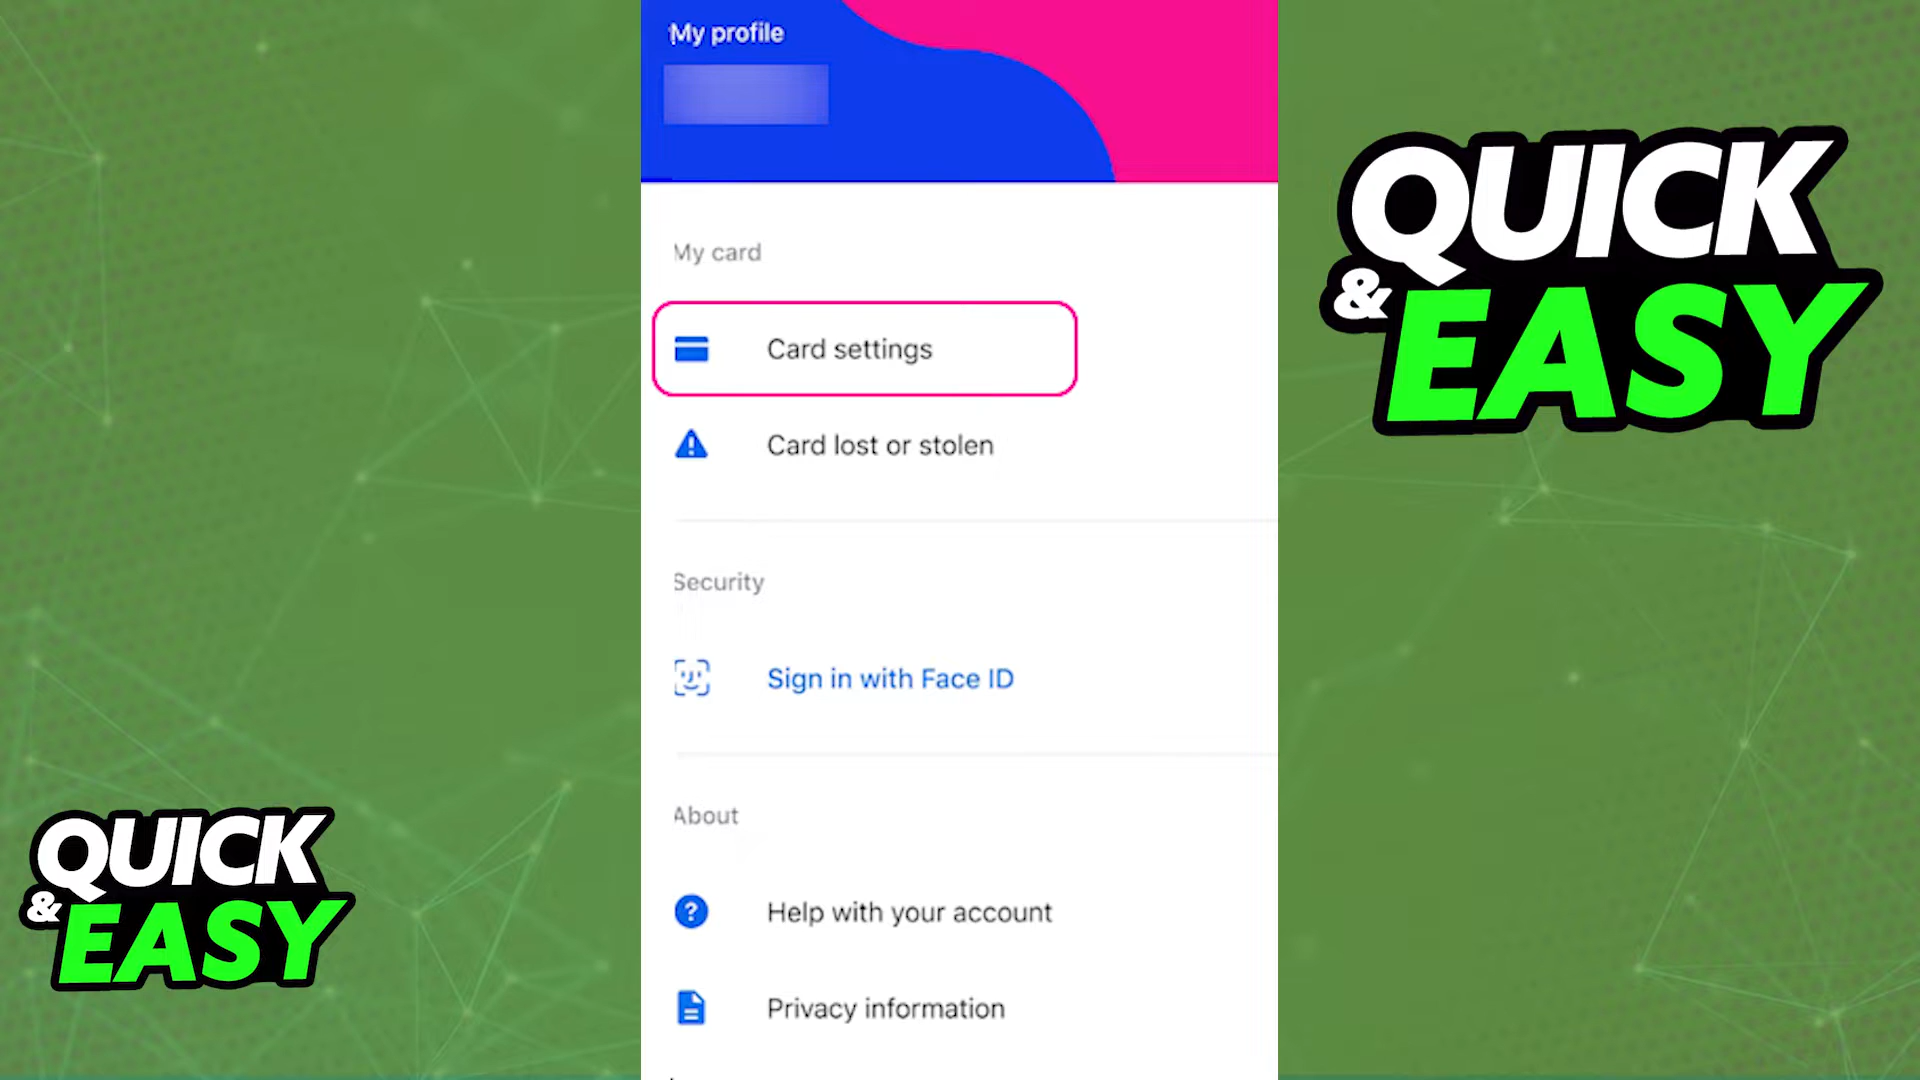 My profile
My card
Card settings
Card lost or stolen
Security
Sign in with Face ID
About
Help with your account
Privacy information
QUICK
& EASY
QUICK
& EASY